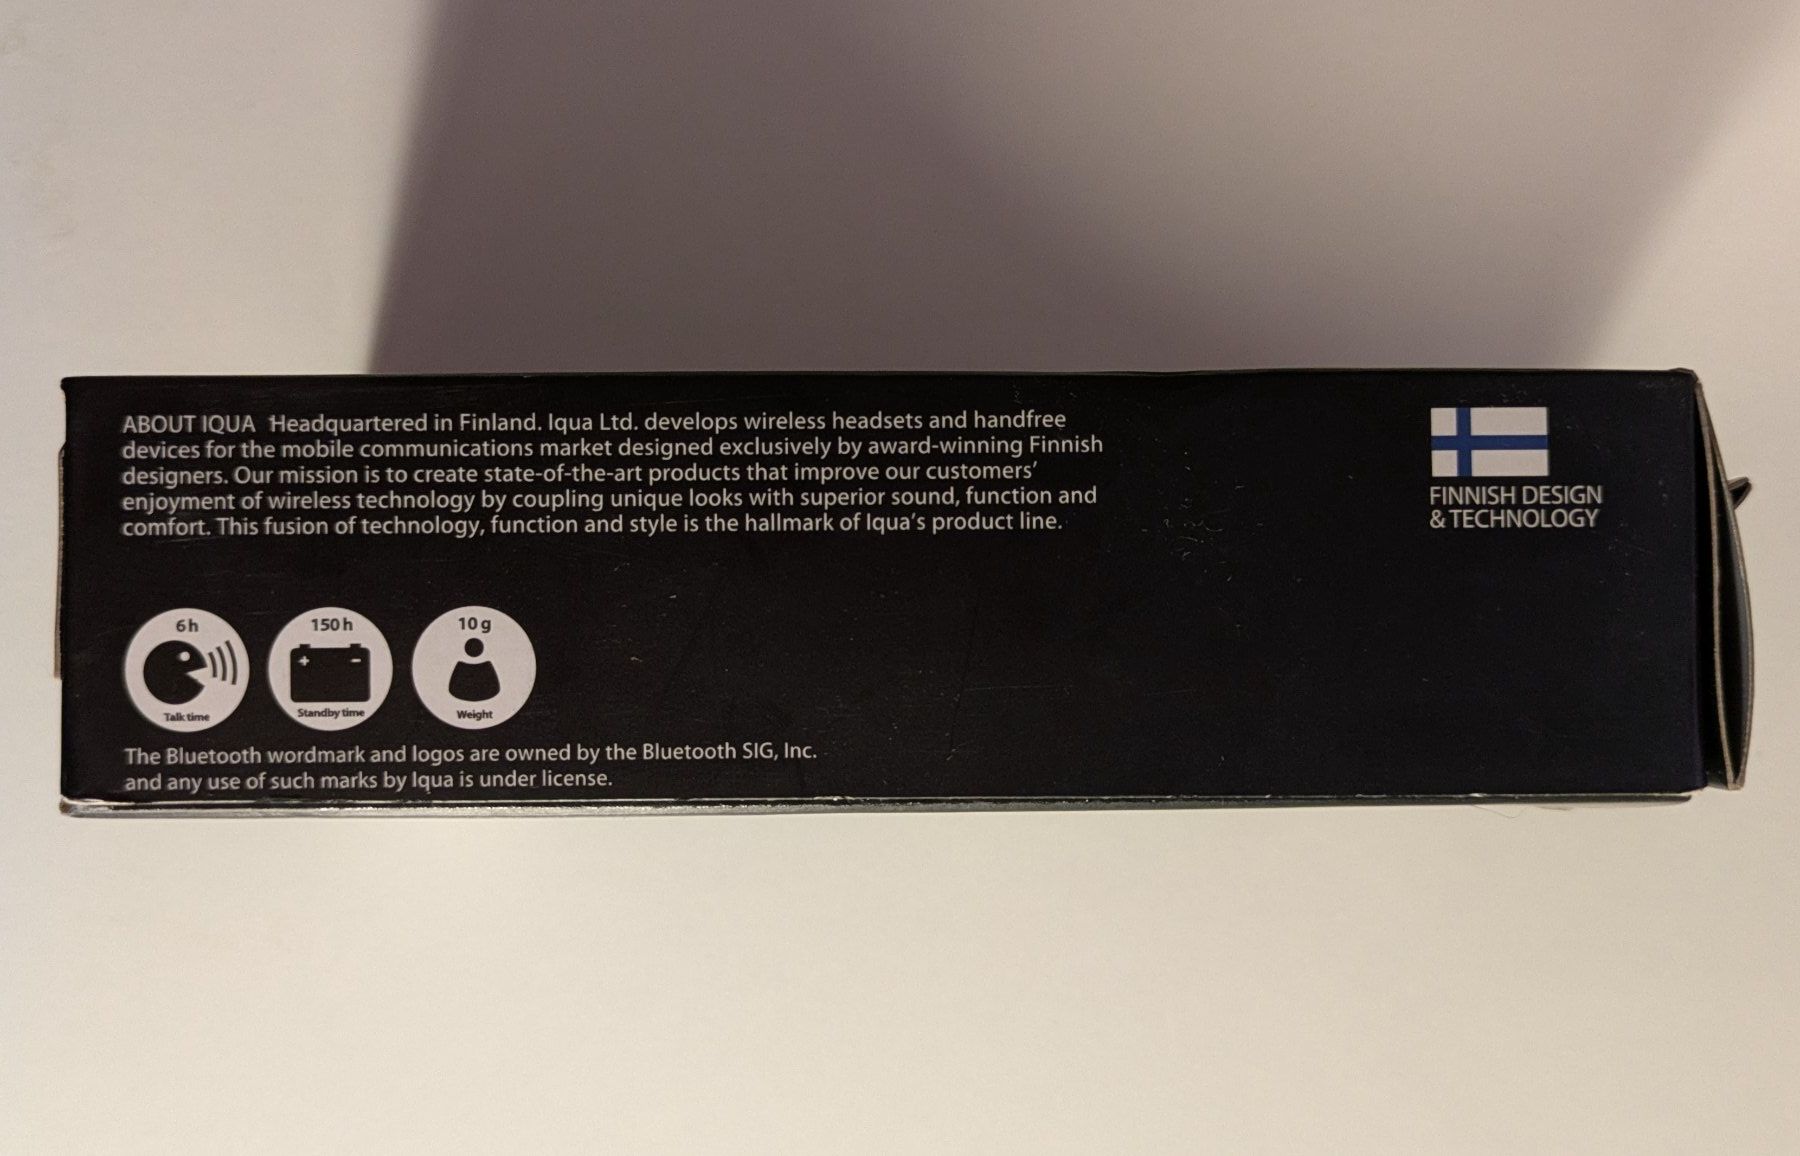 ABOUT IQUA Headquartered in Finland. Iqua Ltd. develops wireless headsets and handfree
devices for the mobile communications market designed exclusively by award-winning Finnish
designers. Our mission is to create state-of-the-art products that improve our customers’
enjoyment of wireless technology by coupling unique looks with superior sound, function and
comfort. This fusion of technology, function and style is the hallmark of Iqua’s product line.
FINNISH DESIGN
& TECHNOLOGY
6 h
Talk time
150 h
+ -
Standby time
10 g
Weight
The Bluetooth wordmark and logos are owned by the Bluetooth SIG, Inc.
and any use of such marks by Iqua is under license.